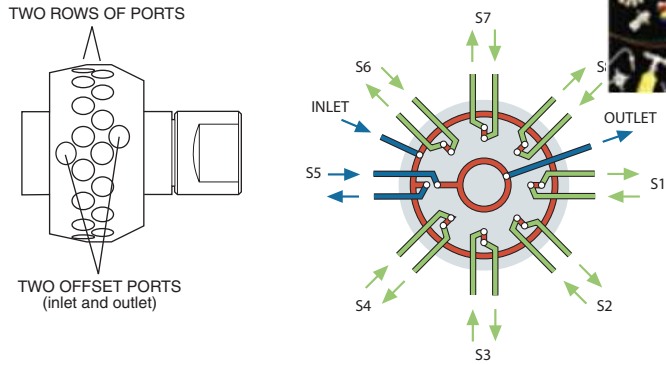 TWO ROWS OF PORTS
TWO OFFSET PORTS
(inlet and outlet)
S7
S6
INLET
OUTLET
S5
S1
S4
S2
S3